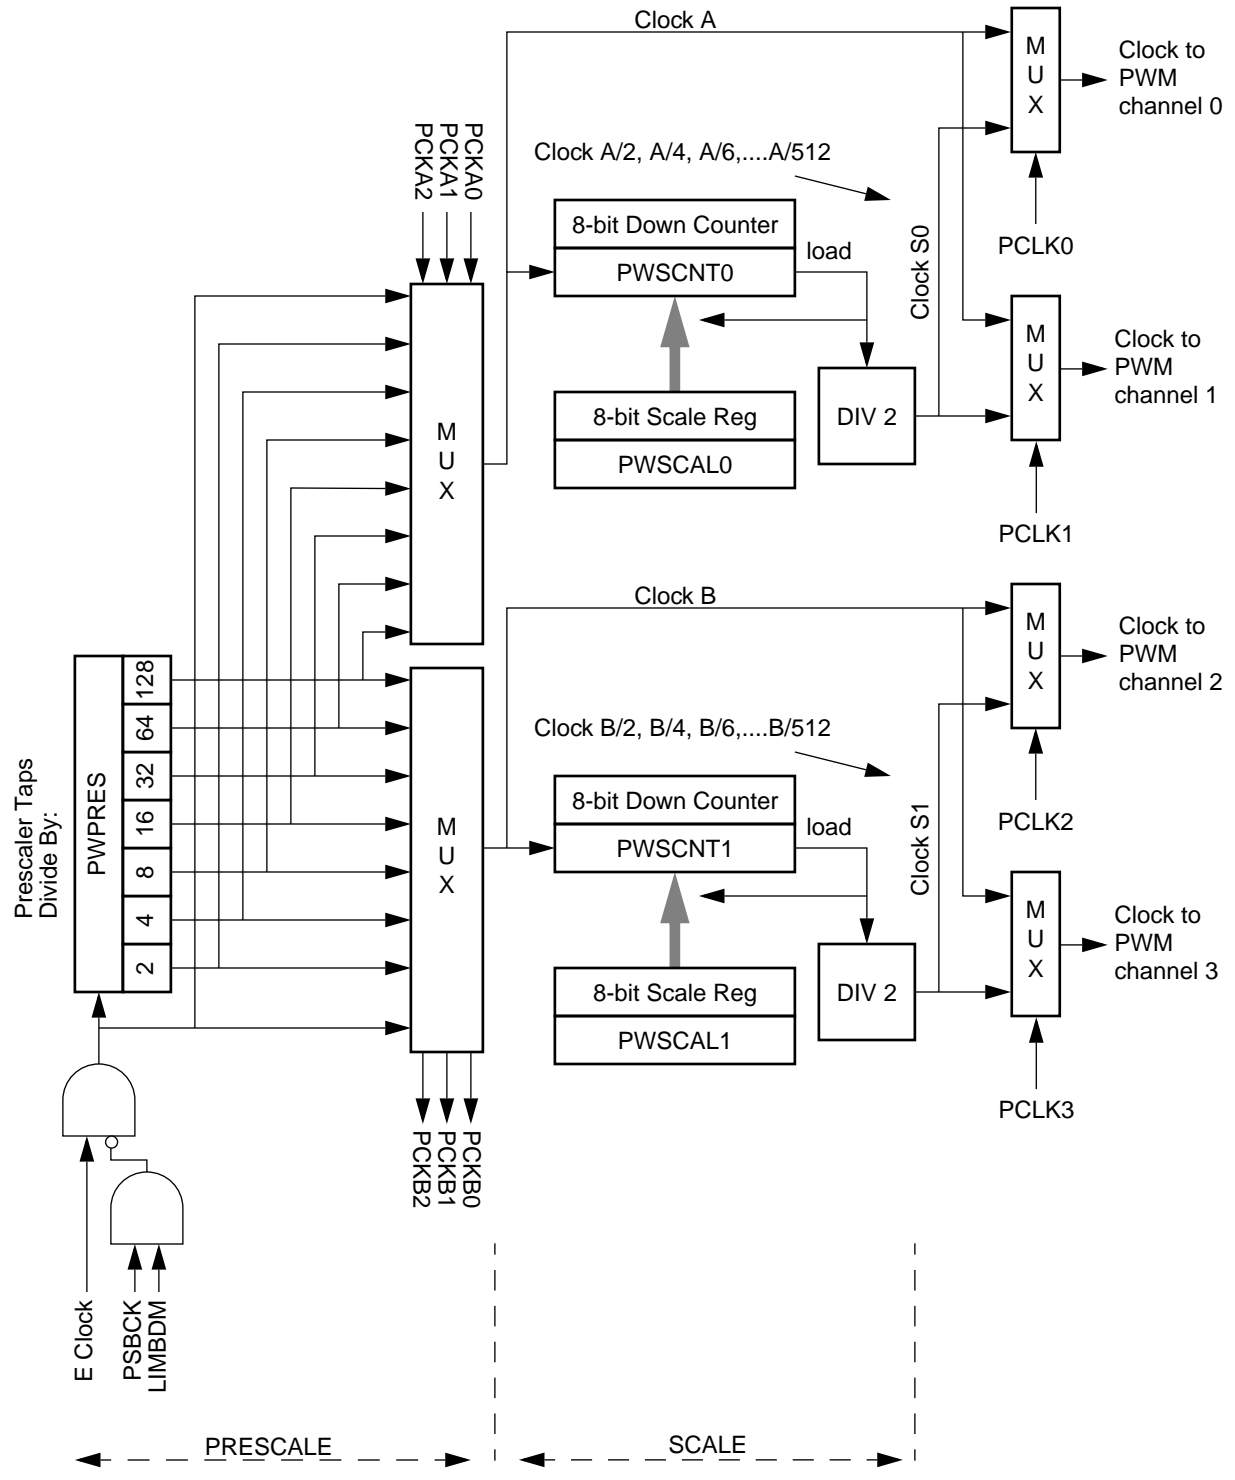 Clock A
M
U
X
Clock to
PWM
channel 0
PCKA2
PCKA1
PCKA0
Clock A/2, A/4, A/6,....A/512
8-bit Down Counter
PWSCNT0
load
Clock S0
PCLK0
M
U
X
Clock to
PWM
channel 1
8-bit Scale Reg
PWSCAL0
DIV 2
M
U
X
PCLK1
Clock B
M
U
X
Clock to
PWM
channel 2
Prescaler Taps
Divide By:
PWPRES
128
64
32
16
8
4
2
Clock B/2, B/4, B/6,....B/512
8-bit Down Counter
PWSCNT1
load
Clock S1
PCLK2
M
U
X
M
U
X
Clock to
PWM
channel 3
8-bit Scale Reg
PWSCAL1
DIV 2
PCLK3
PCKB2
PCKB1
PCKB0
E Clock
PSBCK
LIMBDM
PRESCALE
SCALE